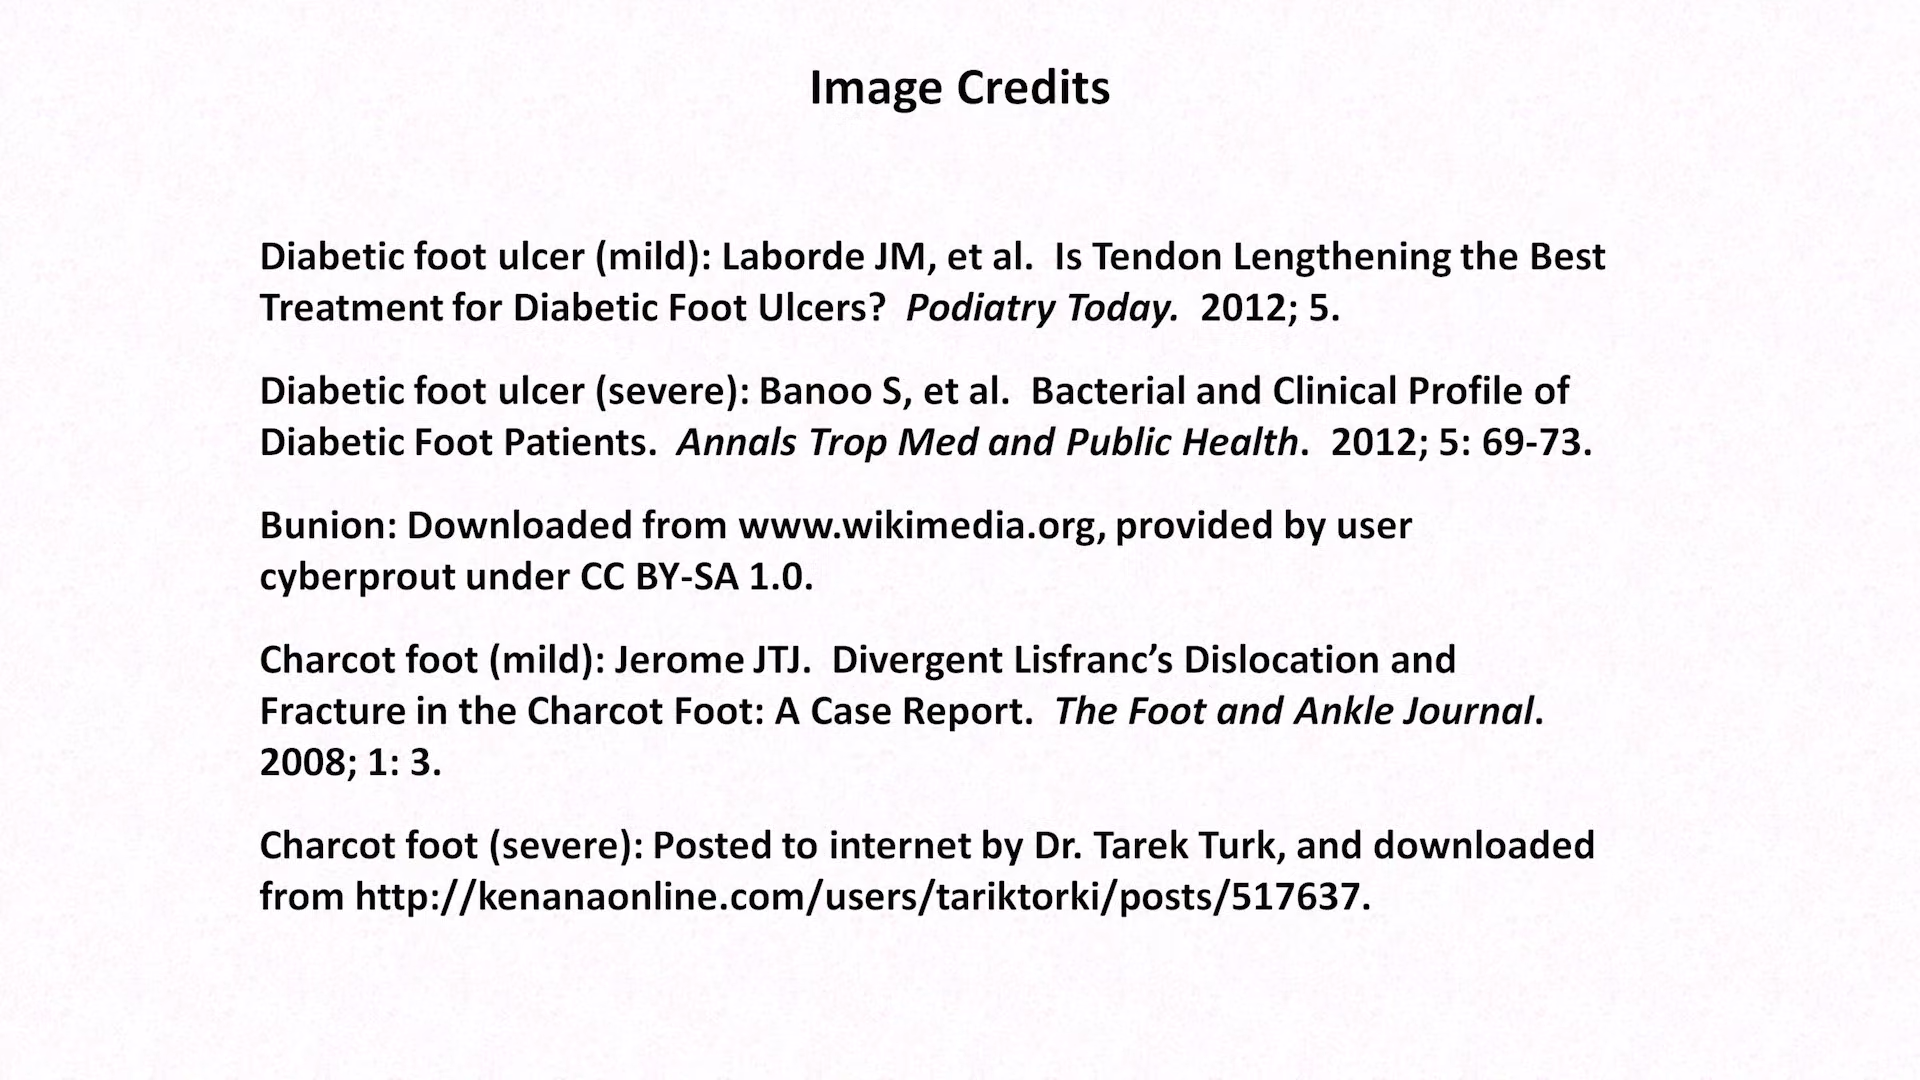 Image Credits
Diabetic foot ulcer (mild): Laborde JM, et al.  Is Tendon Lengthening the Best
Treatment for Diabetic Foot Ulcers?  Podiatry Today.  2012; 5.
Diabetic foot ulcer (severe): Banoo S, et al.  Bacterial and Clinical Profile of
Diabetic Foot Patients.  Annals Trop Med and Public Health.  2012; 5: 69-73.
Bunion: Downloaded from www.wikimedia.org, provided by user
cyberprout under CC BY-SA 1.0.
Charcot foot (mild): Jerome JTJ.  Divergent Lisfranc’s Dislocation and
Fracture in the Charcot Foot: A Case Report.  The Foot and Ankle Journal.
2008; 1: 3.
Charcot foot (severe): Posted to internet by Dr. Tarek Turk, and downloaded
from http://kenanaonline.com/users/tariktorki/posts/517637.